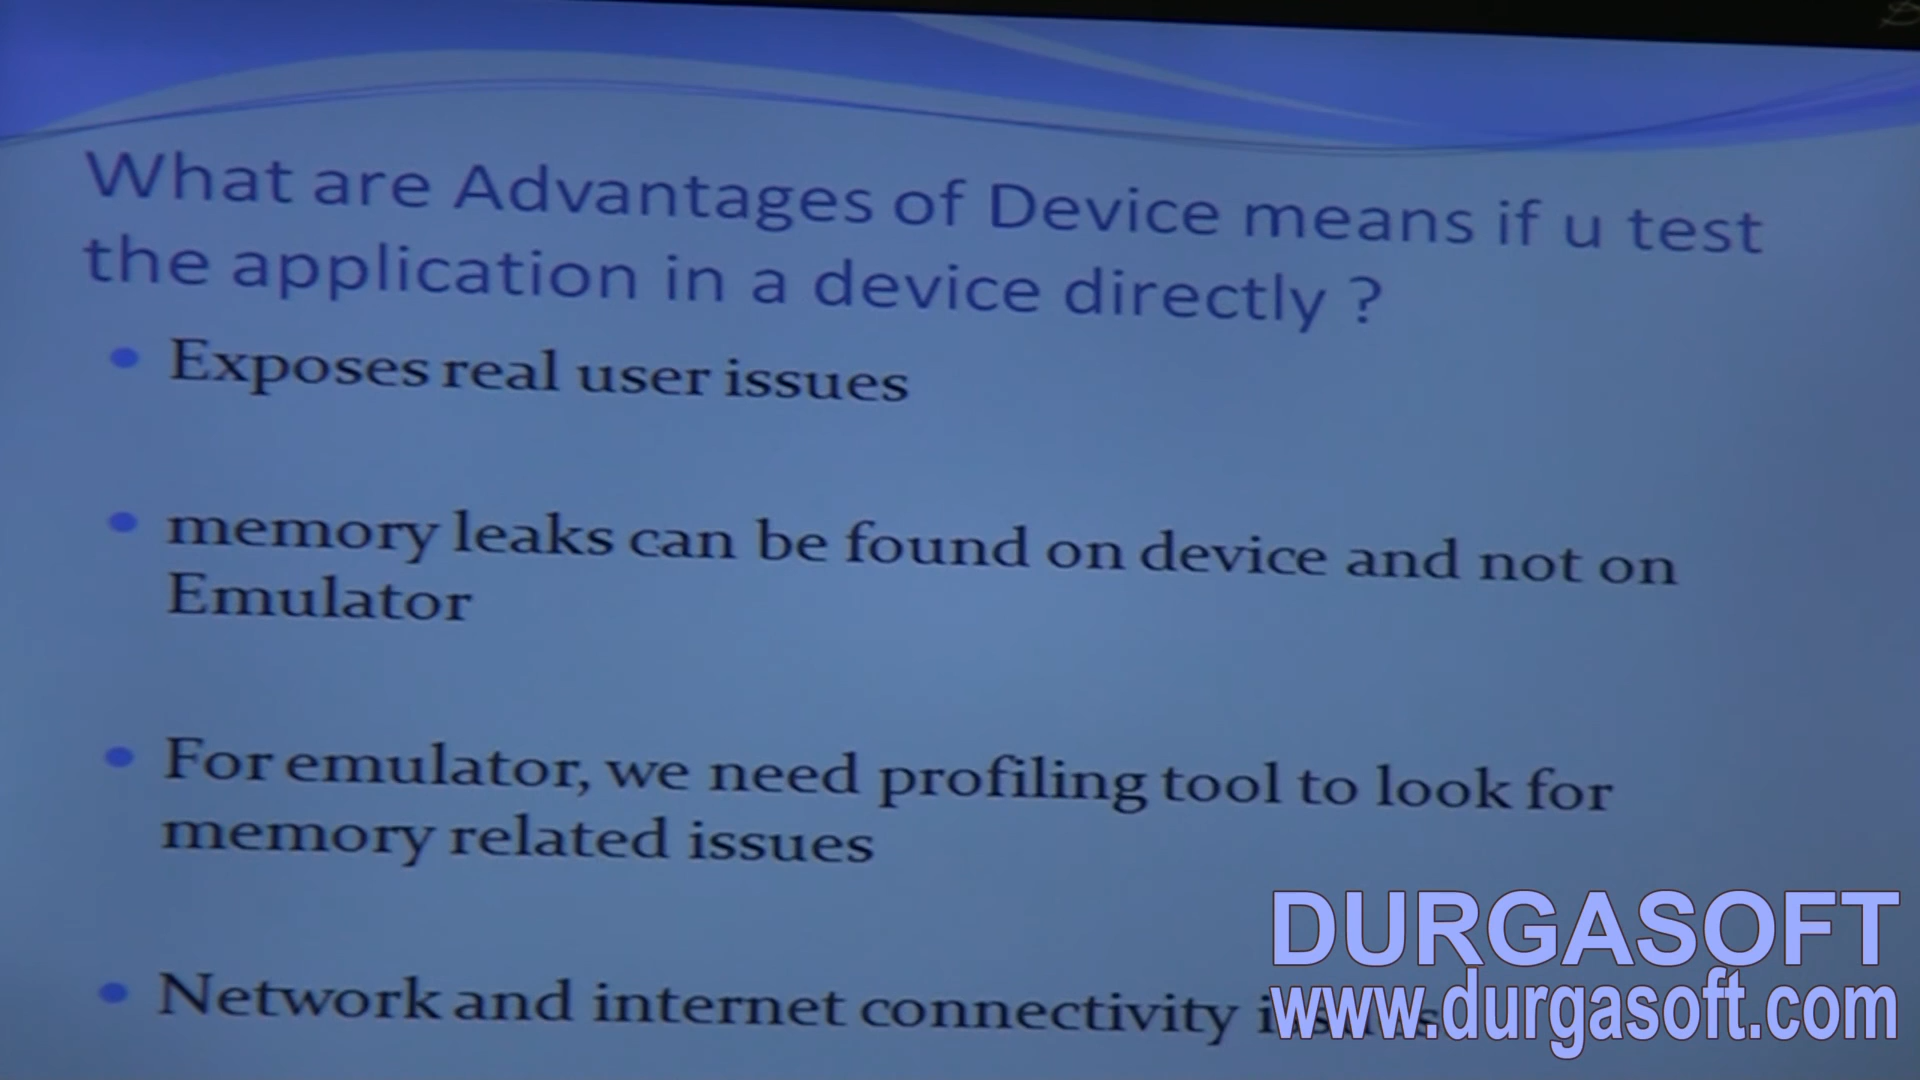 What are Advantages of Device means if u test
the application in a device directly ?
Exposes real user issues
memory leaks can be found on device and not on
Emulator
For emulator, we need profiling tool to look for
memory related issues
Network and internet connectivity issues
DURGASOFT
www.durgasoft.com